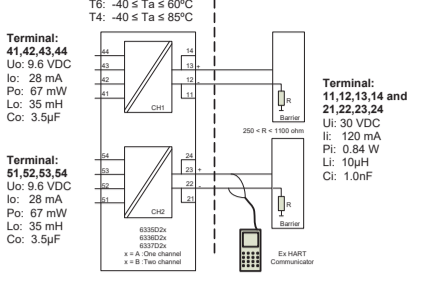 T6: -40 ≤ Ta ≤ 60ºC
T4: -40 ≤ Ta ≤ 85ºC
Terminal:
41,42,43,44
Uo: 9.6 VDC
Io: 28 mA
Po: 67 mW
Lo: 35 mH
Co: 3.5µF
44
43
42
41
14
13 +
12 -
11
CH1
R
Barrier
250 < R < 1100 ohm
Terminal:
11,12,13,14 and
21,22,23,24
Ui: 30 VDC
Ii: 120 mA
Pi: 0.84 W
Li: 10µH
Ci: 1.0nF
Terminal:
51,52,53,54
Uo: 9.6 VDC
Io: 28 mA
Po: 67 mW
Lo: 35 mH
Co: 3.5µF
54
53
52
51
24
23 +
22 -
21
CH2
R
Barrier
6335D2x
6336D2x
6337D2x
x = A :One channel
x = B :Two channel
Ex HART
Communicator